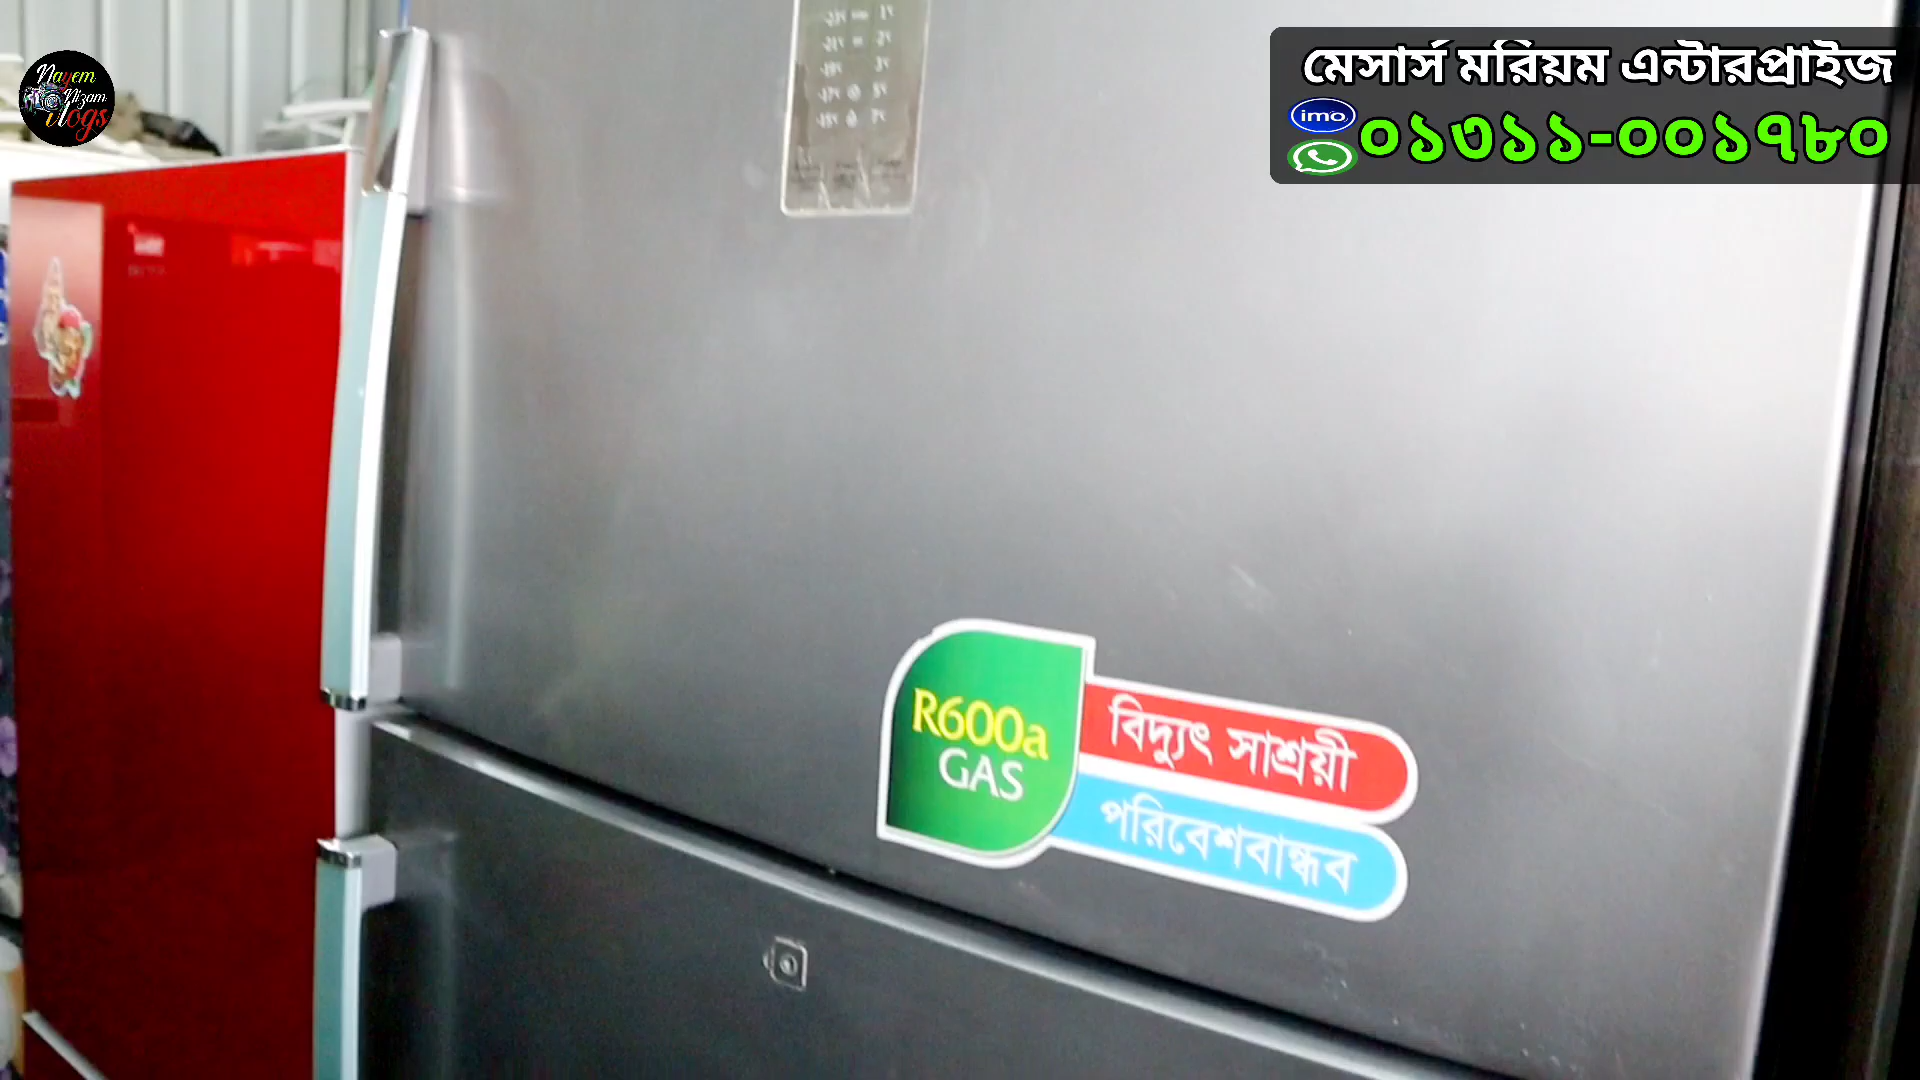 Nayem
Nizam
vlogs
মেসার্স মরিয়ম এন্টারপ্রাইজ
imo
০১৩১১-০০১৭৮০
R600a
GAS
বিদ্যুৎ সাশ্রয়ী
পরিবেশবান্ধব